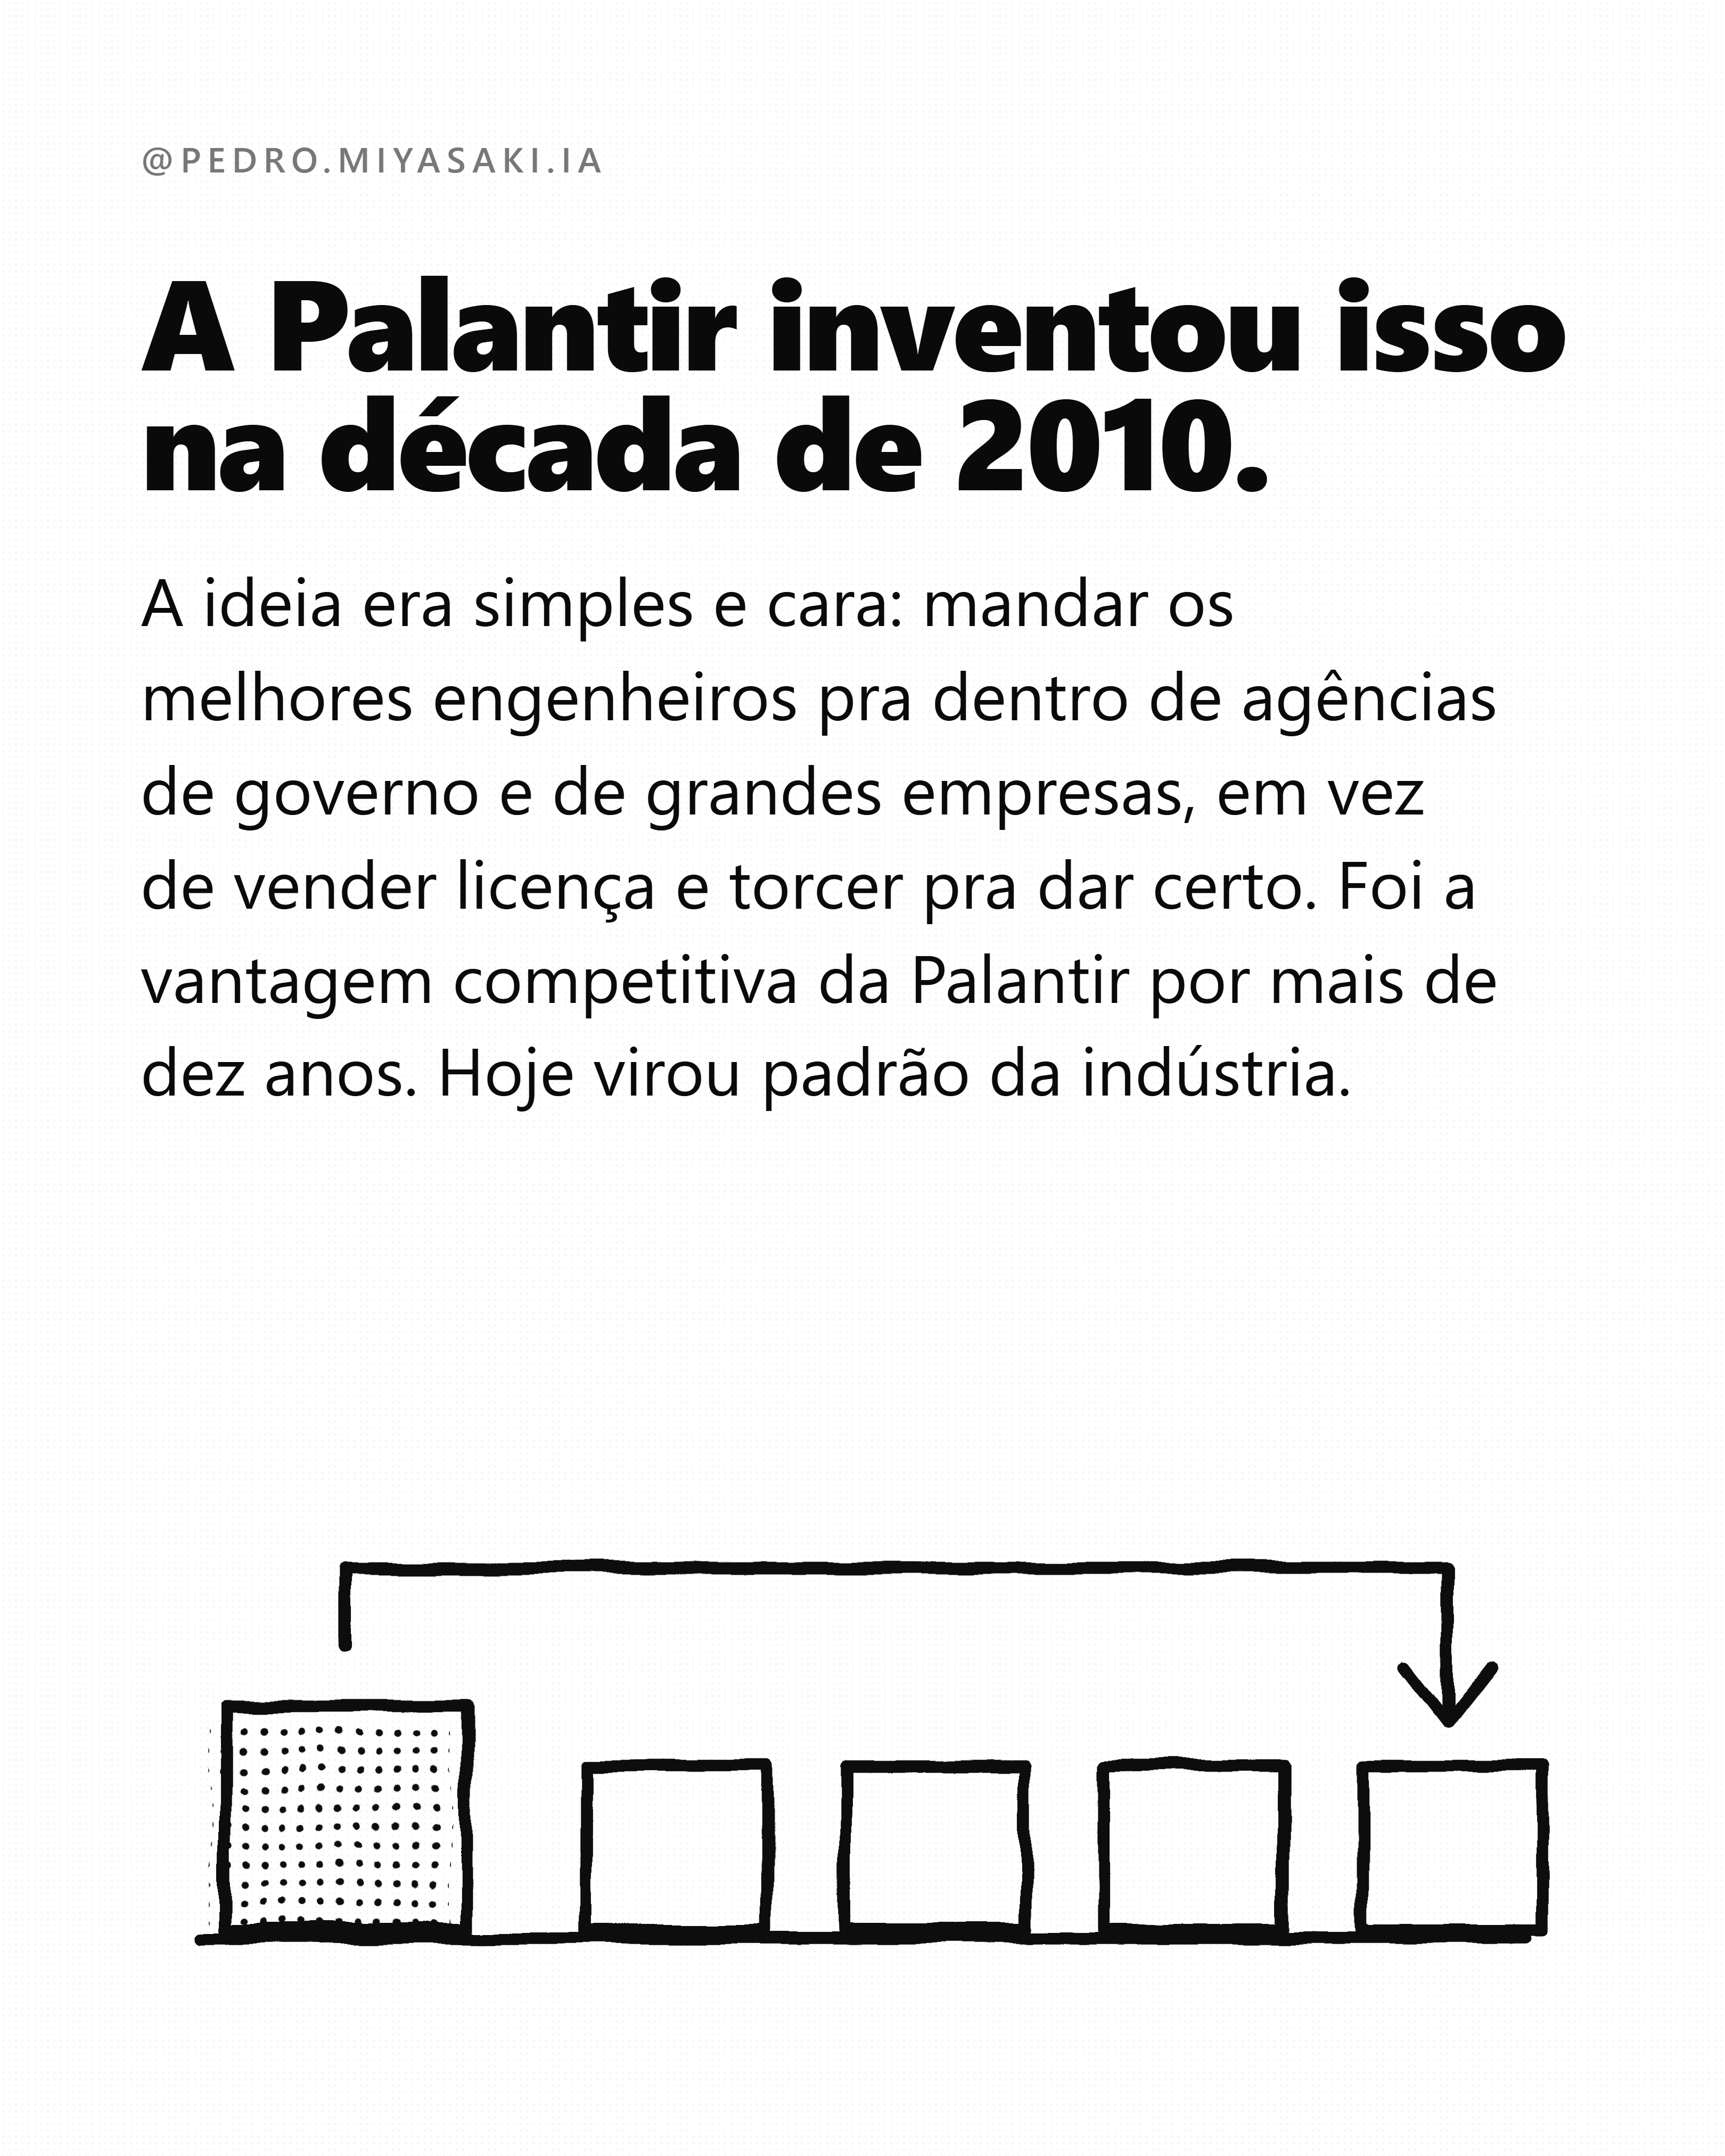 @PEDRO.MIYASAKI.IA
A Palantir inventou isso
na década de 2010.
A ideia era simples e cara: mandar os
melhores engenheiros pra dentro de agências
de governo e de grandes empresas, em vez
de vender licença e torcer pra dar certo. Foi a
vantagem competitiva da Palantir por mais de
dez anos. Hoje virou padrão da indústria.